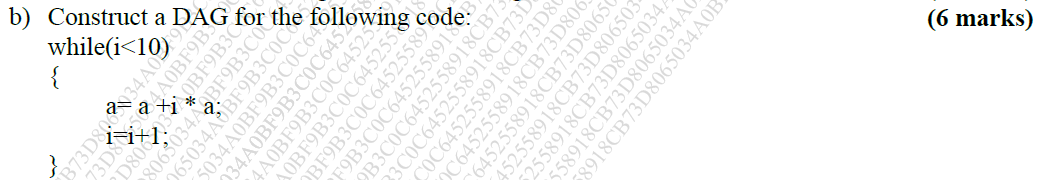 b) Construct a DAG for the following code: (6 marks)
while(i<10)
{
a= a +i * a;
i=i+1;
}